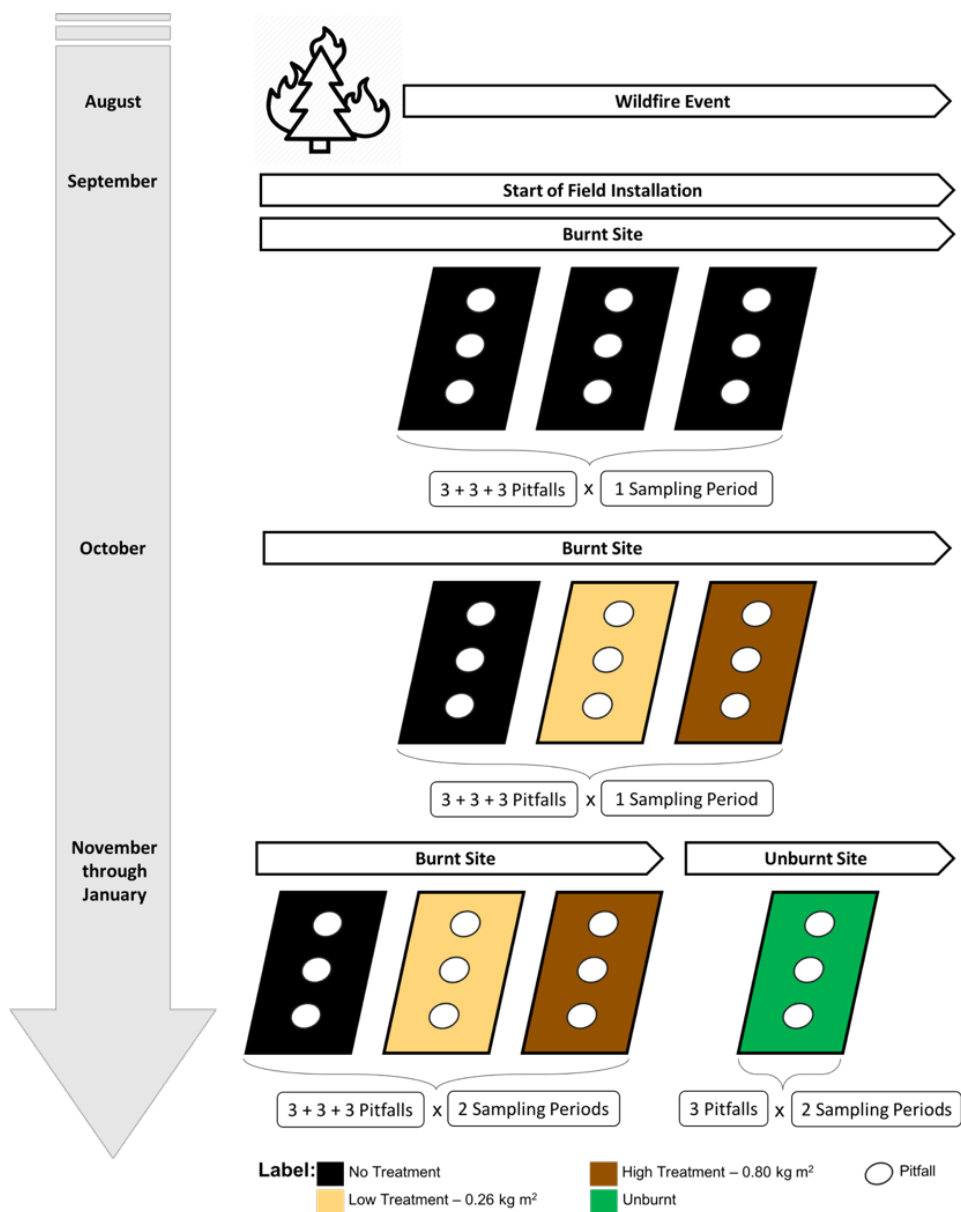 August
Wildfire Event
September
Start of Field Installation
Burnt Site
3 + 3 + 3 Pitfalls x 1 Sampling Period
October
Burnt Site
3 + 3 + 3 Pitfalls x 1 Sampling Period
November
through
January
Burnt Site
Unburnt Site
3 + 3 + 3 Pitfalls x 2 Sampling Periods
3 Pitfalls x 2 Sampling Periods
Label:
No Treatment
High Treatment – 0.80 kg m²
Pitfall
Low Treatment – 0.26 kg m²
Unburnt